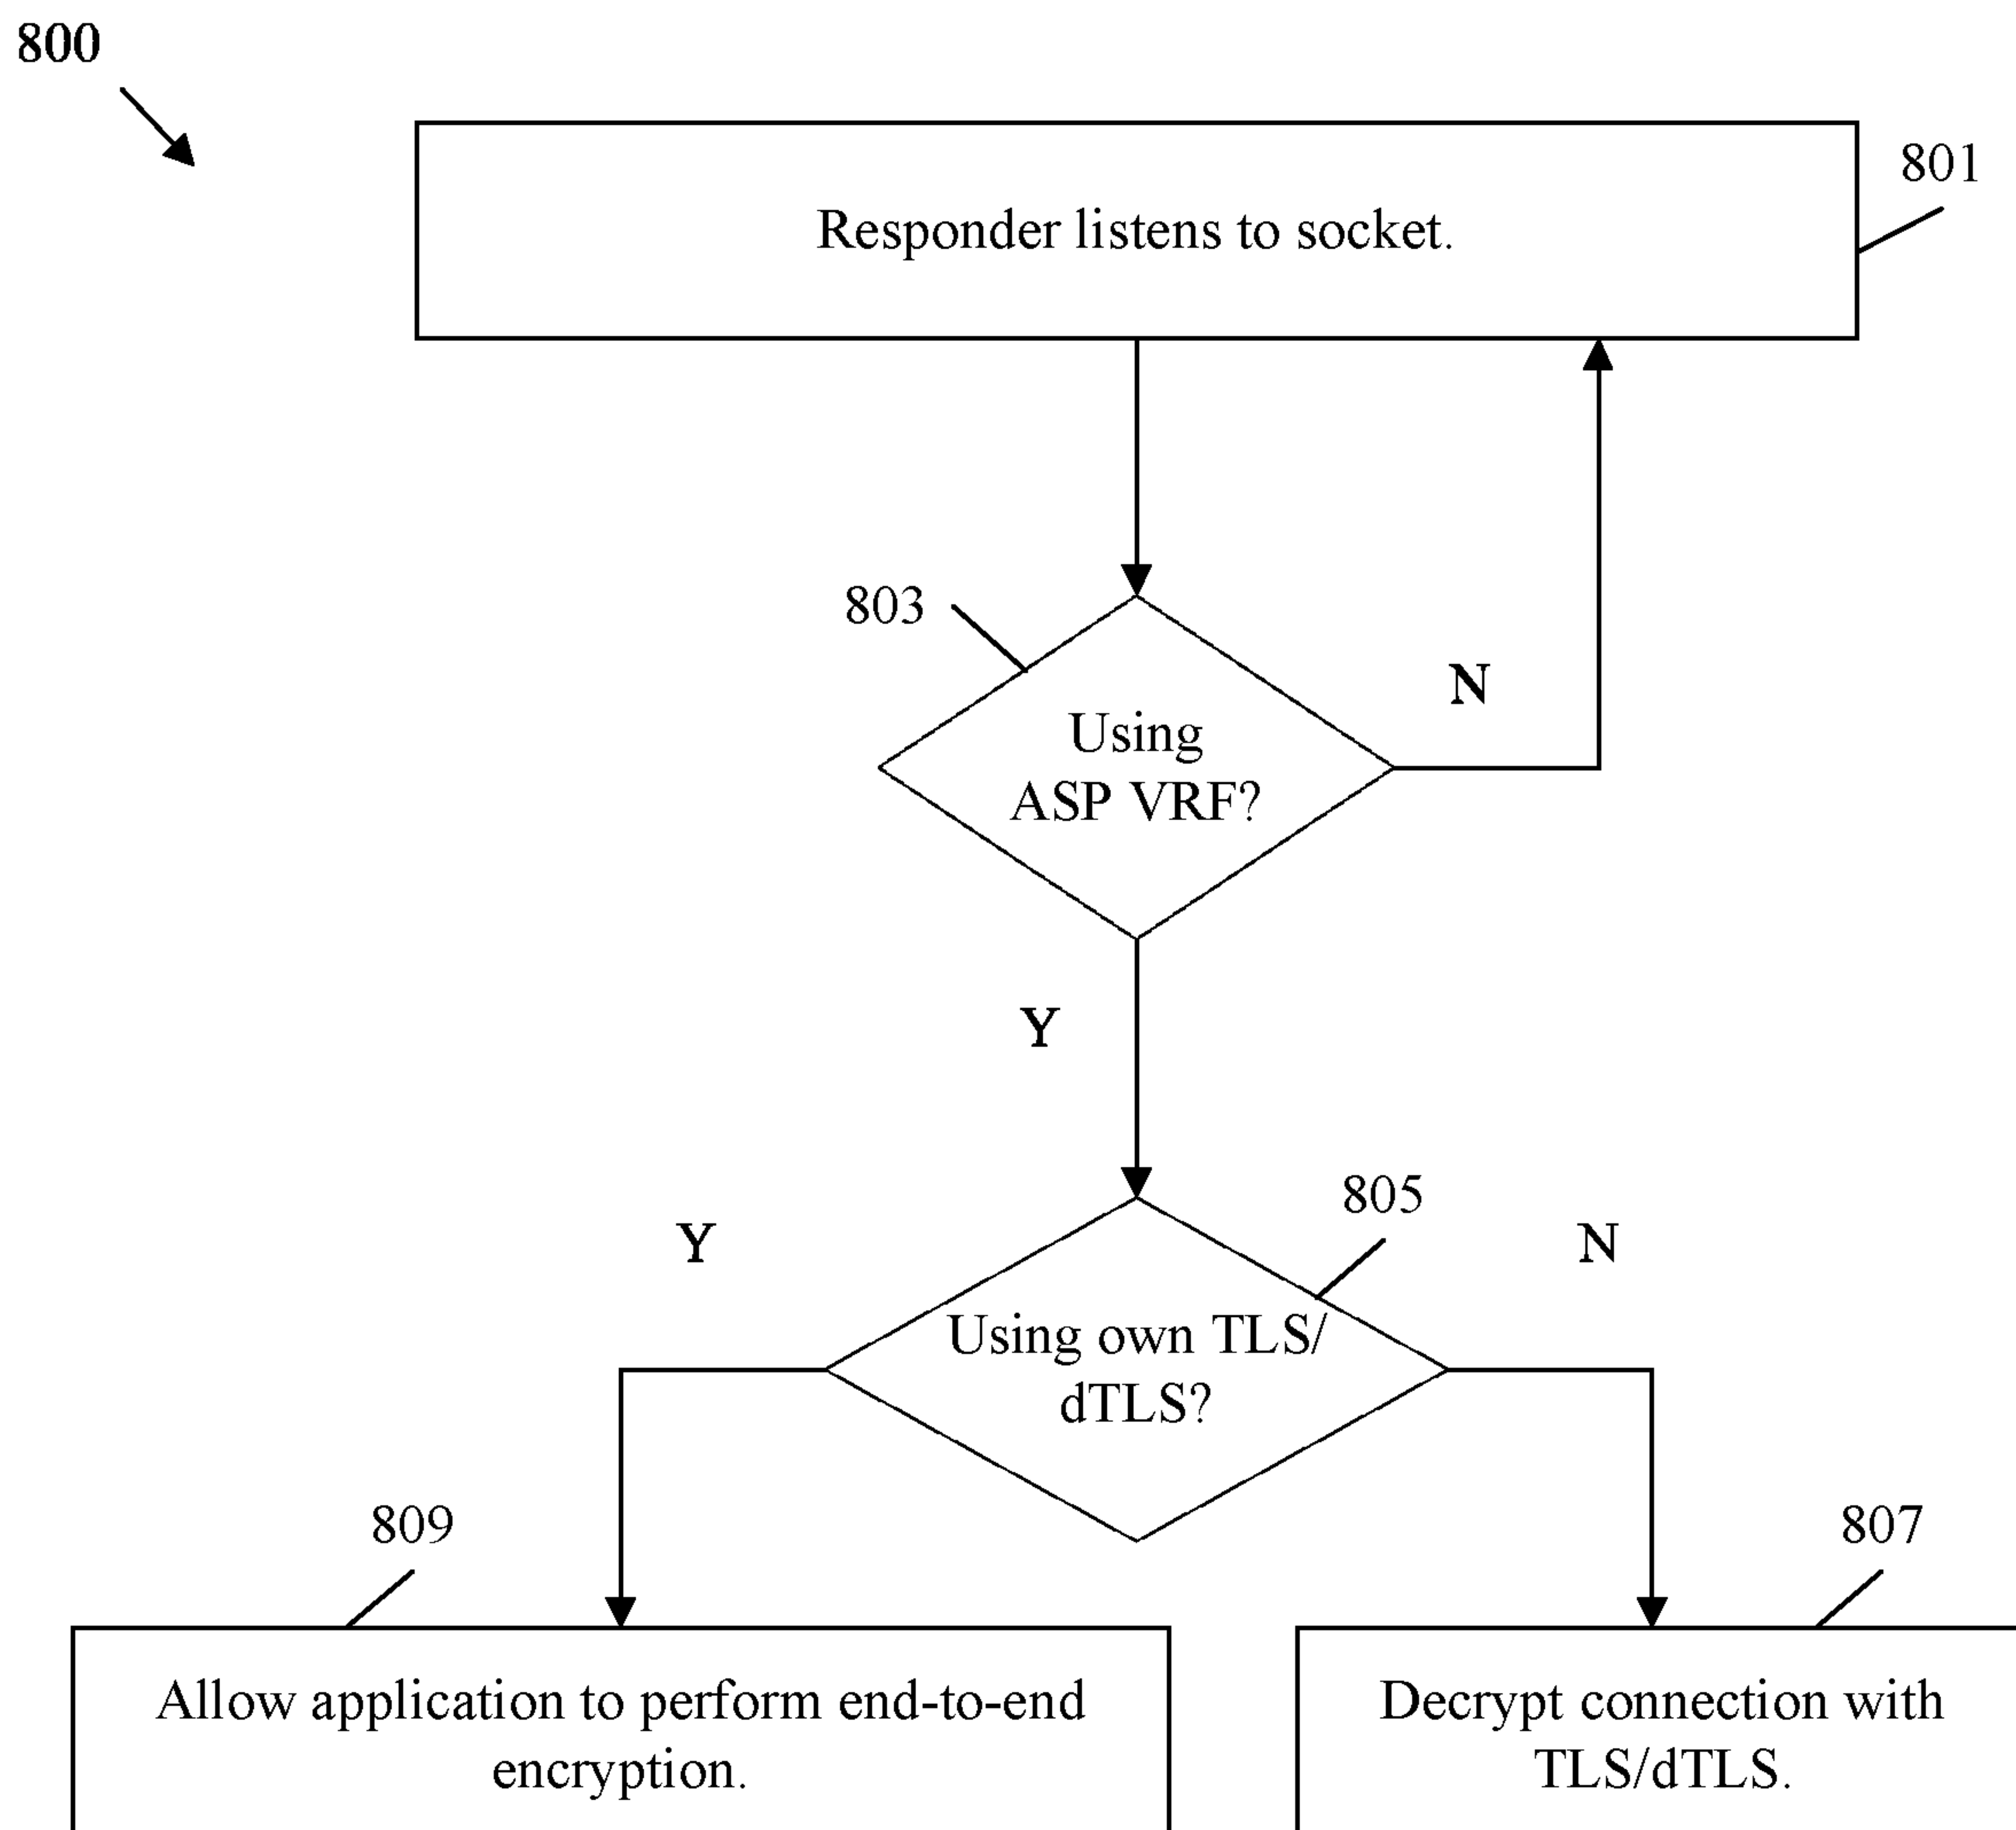 800
801
Responder listens to socket.
803
N
Using
ASP VRF?
Y
805
Y
N
Using own TLS/
dTLS?
809
807
Allow application to perform end-to-end
encryption.
Decrypt connection with
TLS/dTLS.